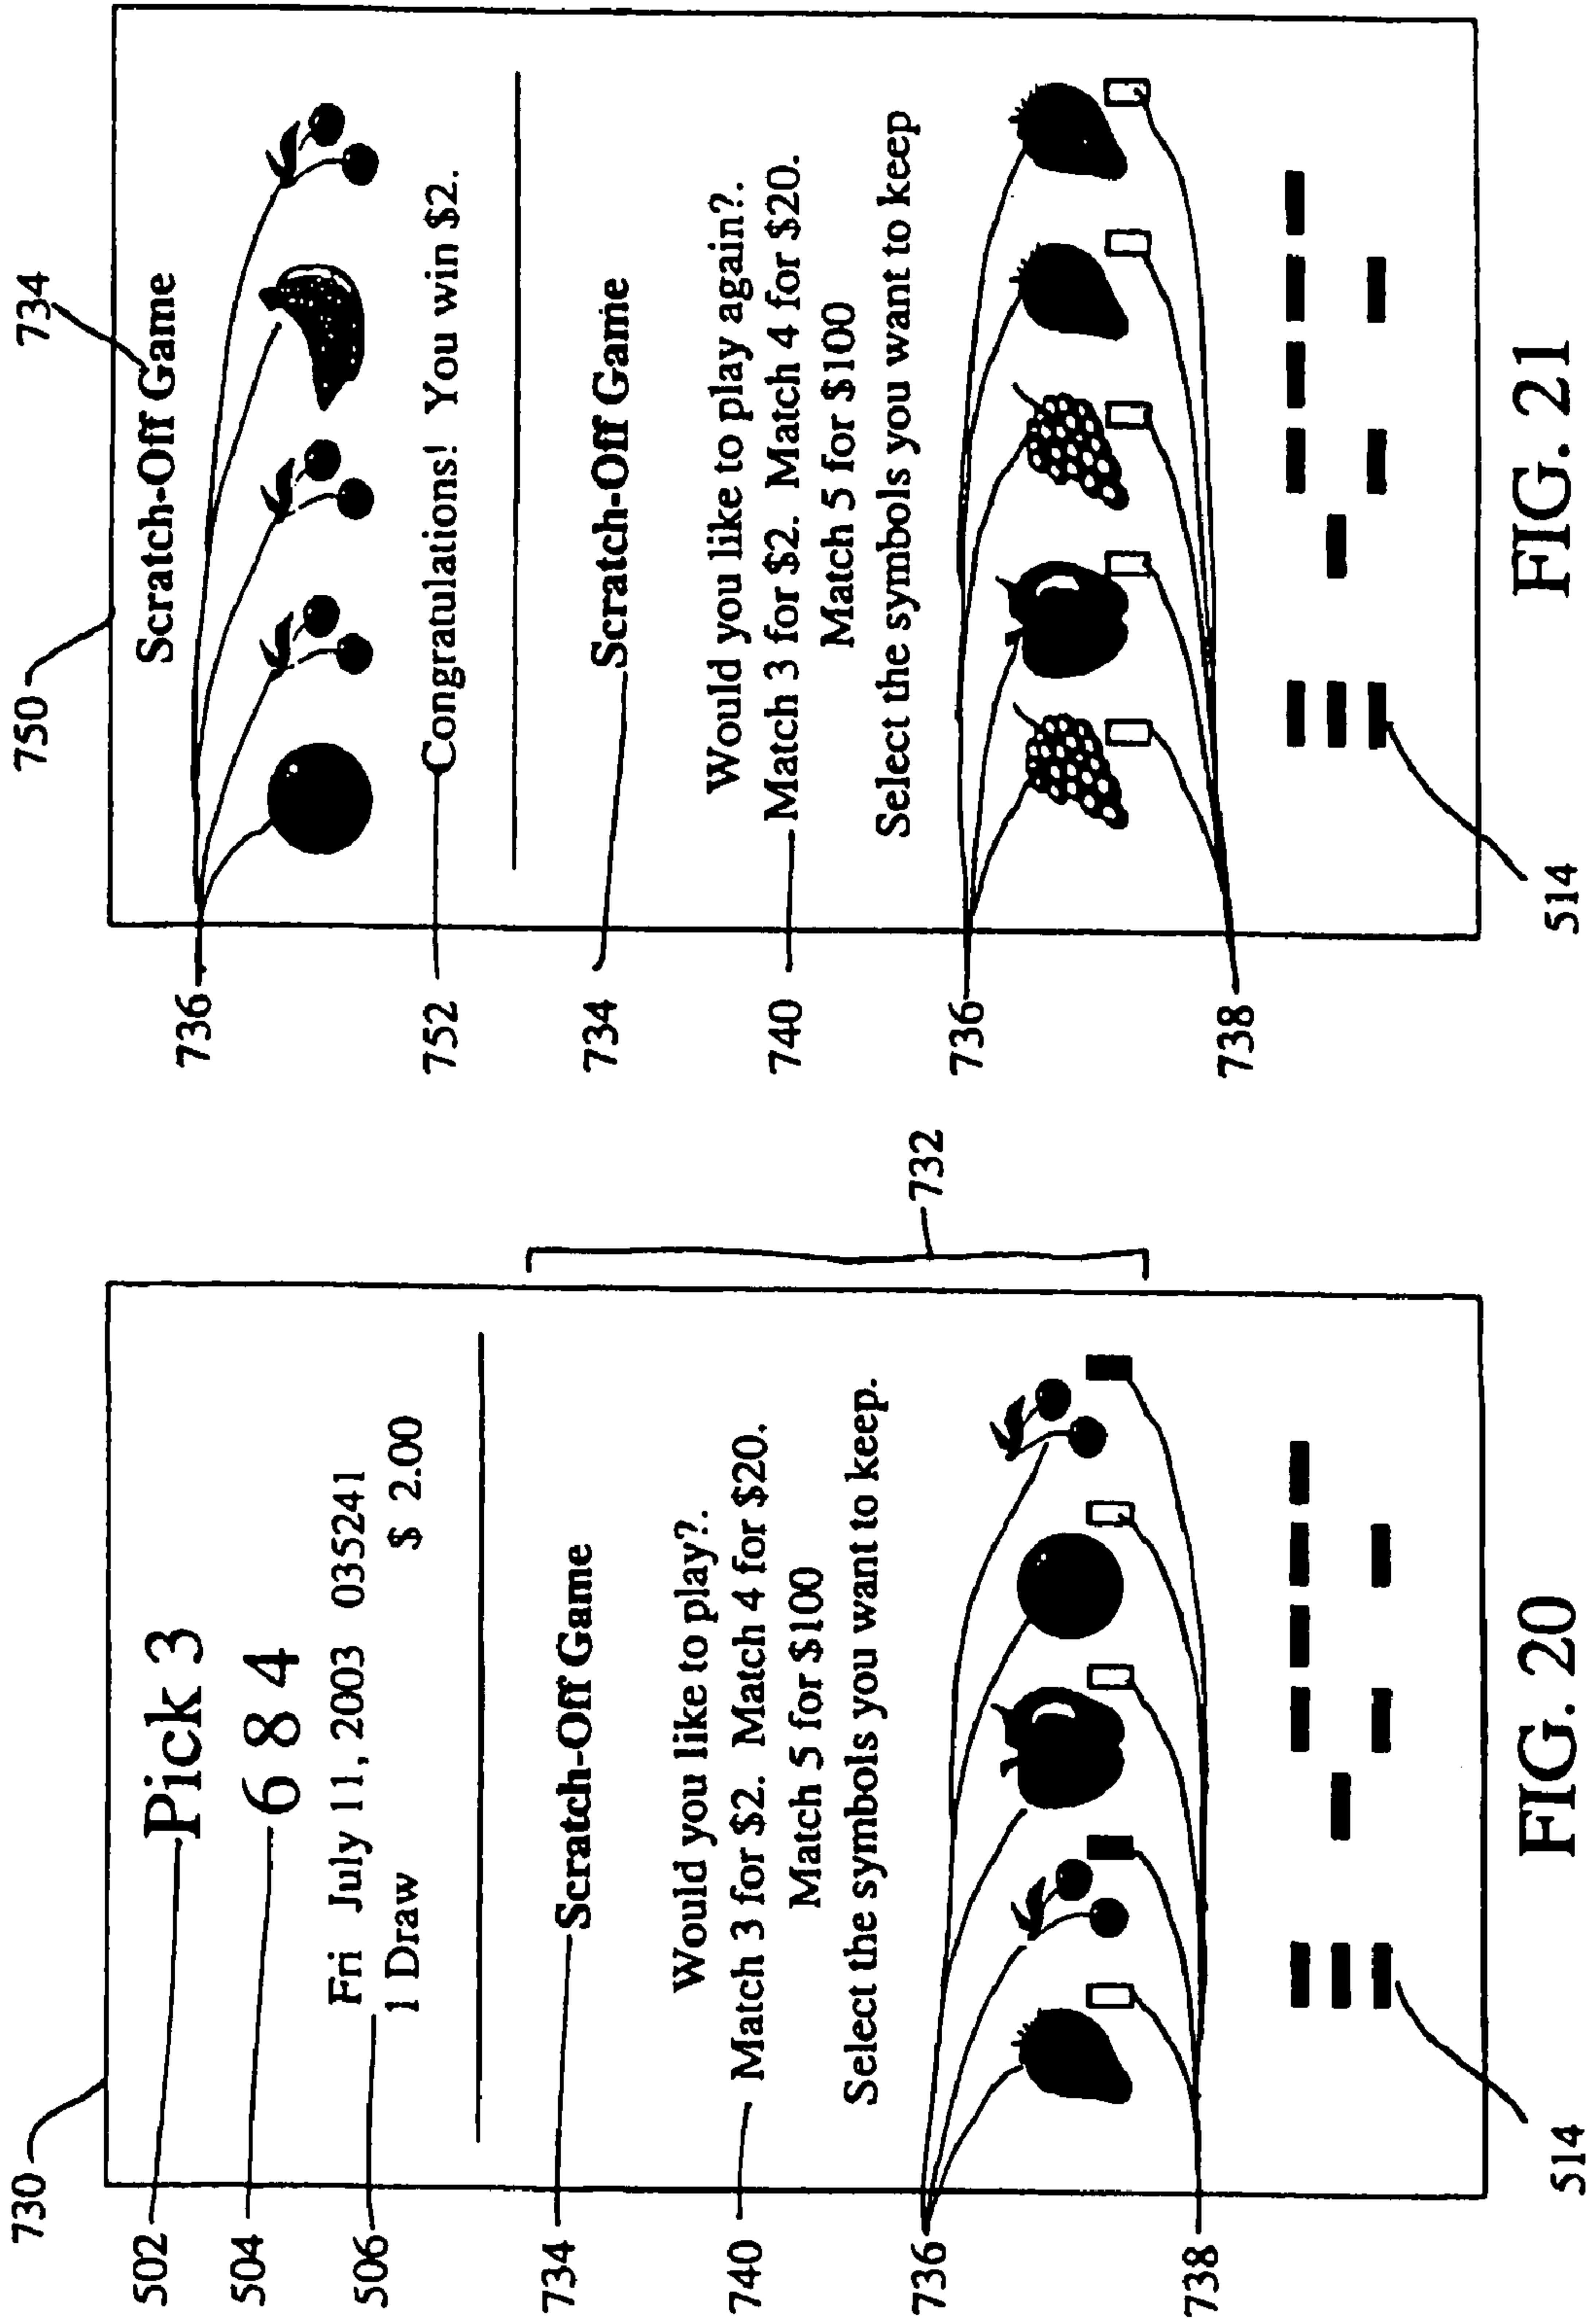 730
502
Pick 3
504
6 8 4
506
Fri July 11, 2003 035241
1 Draw $ 2.00
734
Scratch-Off Game
Would you like to play?.
740
Match 3 for $2. Match 4 for $20.
Match 5 for $100
Select the symbols you want to keep.
736
732
738
514
FIG. 20
750
734
Scratch-Off Game
736
752
Congratulations! You win $2.
734
Scratch-Off Game
Would you like to play again?.
740
Match 3 for $2. Match 4 for $20.
Match 5 for $100
Select the symbols you want to keep
736
738
514
FIG. 21